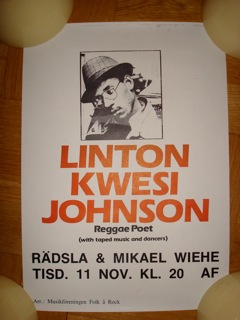 LINTON
KWESI
JOHNSON
Reggae Poet
(with taped music and dancers)
RÄDSLA & MIKAEL WIEHE
TISD. 11 NOV. KL. 20 AF
Arr.: Musikföreningen Folk å Rock